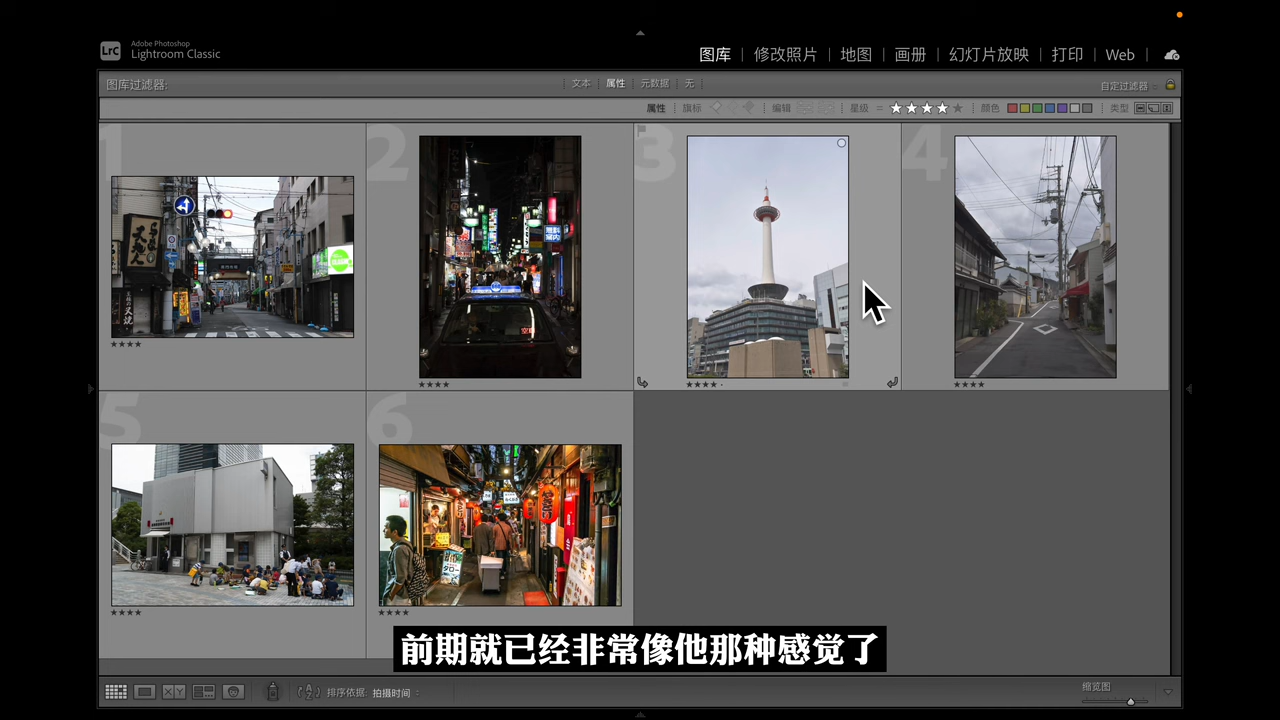 LrC
Adobe Photoshop
Lightroom Classic
图库 修改照片 地图 画册 幻灯片放映 打印 Web
图库过滤器:
文本 属性 元数据 无
自定过滤器
属性 旗标 编辑 星级 = ★★★★★ 颜色 类型
1
2
3
4
★★★★
★★★★
★★★★
★★★★
5
6
★★★★
★★★★
前期就已经非常像他那种感觉了
XY
排序依据: 拍摄时间
缩览图